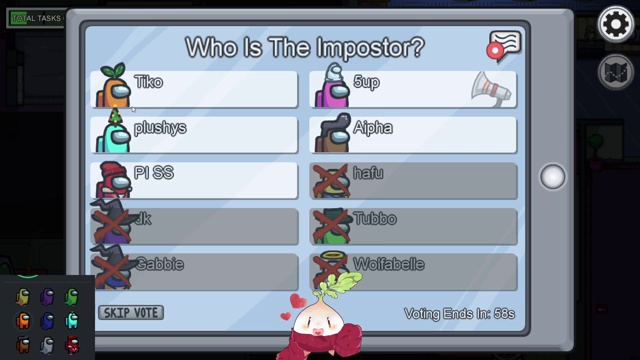 TOTAL TASKS
Who Is The Impostor?
Tiko
5up
plushys
Aipha
PI SS
hafu
Jk
Tubbo
Gabbie
Wolfabelle
SKIP VOTE
Voting Ends In: 58s